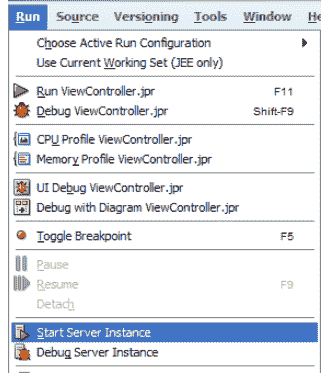 Run Source Versioning Tools Window He
Choose Active Run Configuration
Use Current Working Set (JEE only)
Run ViewController.jpr F11
Debug ViewController.jpr Shift-F9
CPU Profile ViewController.jpr
Memory Profile ViewController.jpr
UI Debug ViewController.jpr
Debug with Diagram ViewController.jpr
Toggle Breakpoint F5
Pause
Resume F9
Detach
Start Server Instance
Debug Server Instance